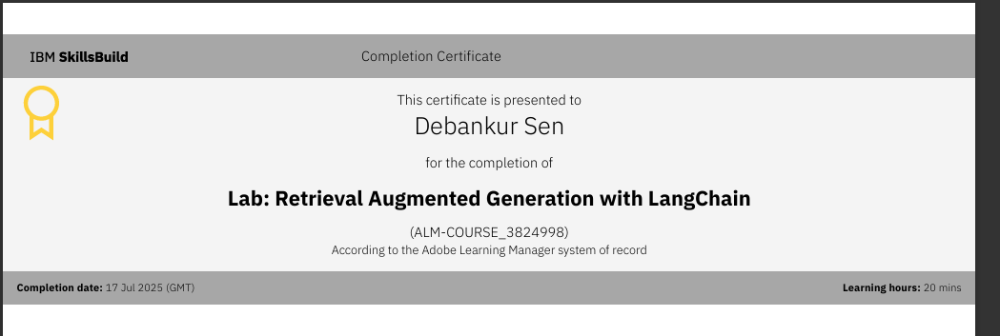 IBM SkillsBuild
Completion Certificate
This certificate is presented to
Debankur Sen
for the completion of
Lab: Retrieval Augmented Generation with LangChain
(ALM-COURSE_3824998)
According to the Adobe Learning Manager system of record
Completion date: 17 Jul 2025 (GMT)
Learning hours: 20 mins